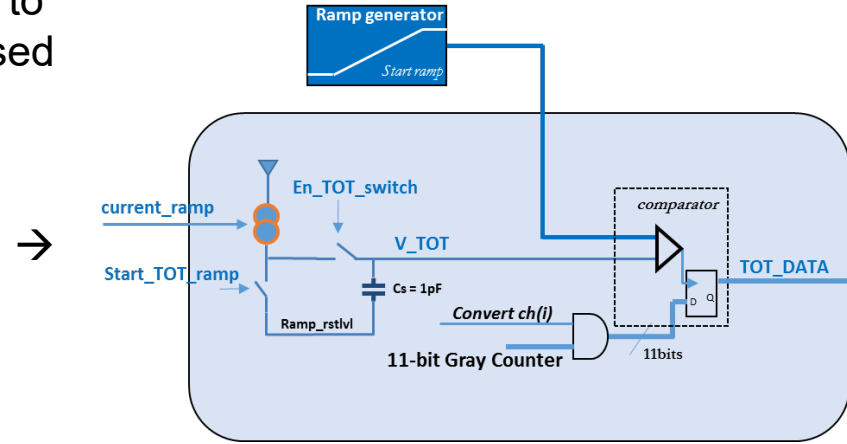 to
sed
Ramp generator
Start ramp
En_TOT_switch
current_ramp
comparator
V_TOT
→
Start_TOT_ramp
TOT_DATA
Cs = 1pF
D Q
Convert ch(i)
Ramp_rstlvl
11-bit Gray Counter
11bits